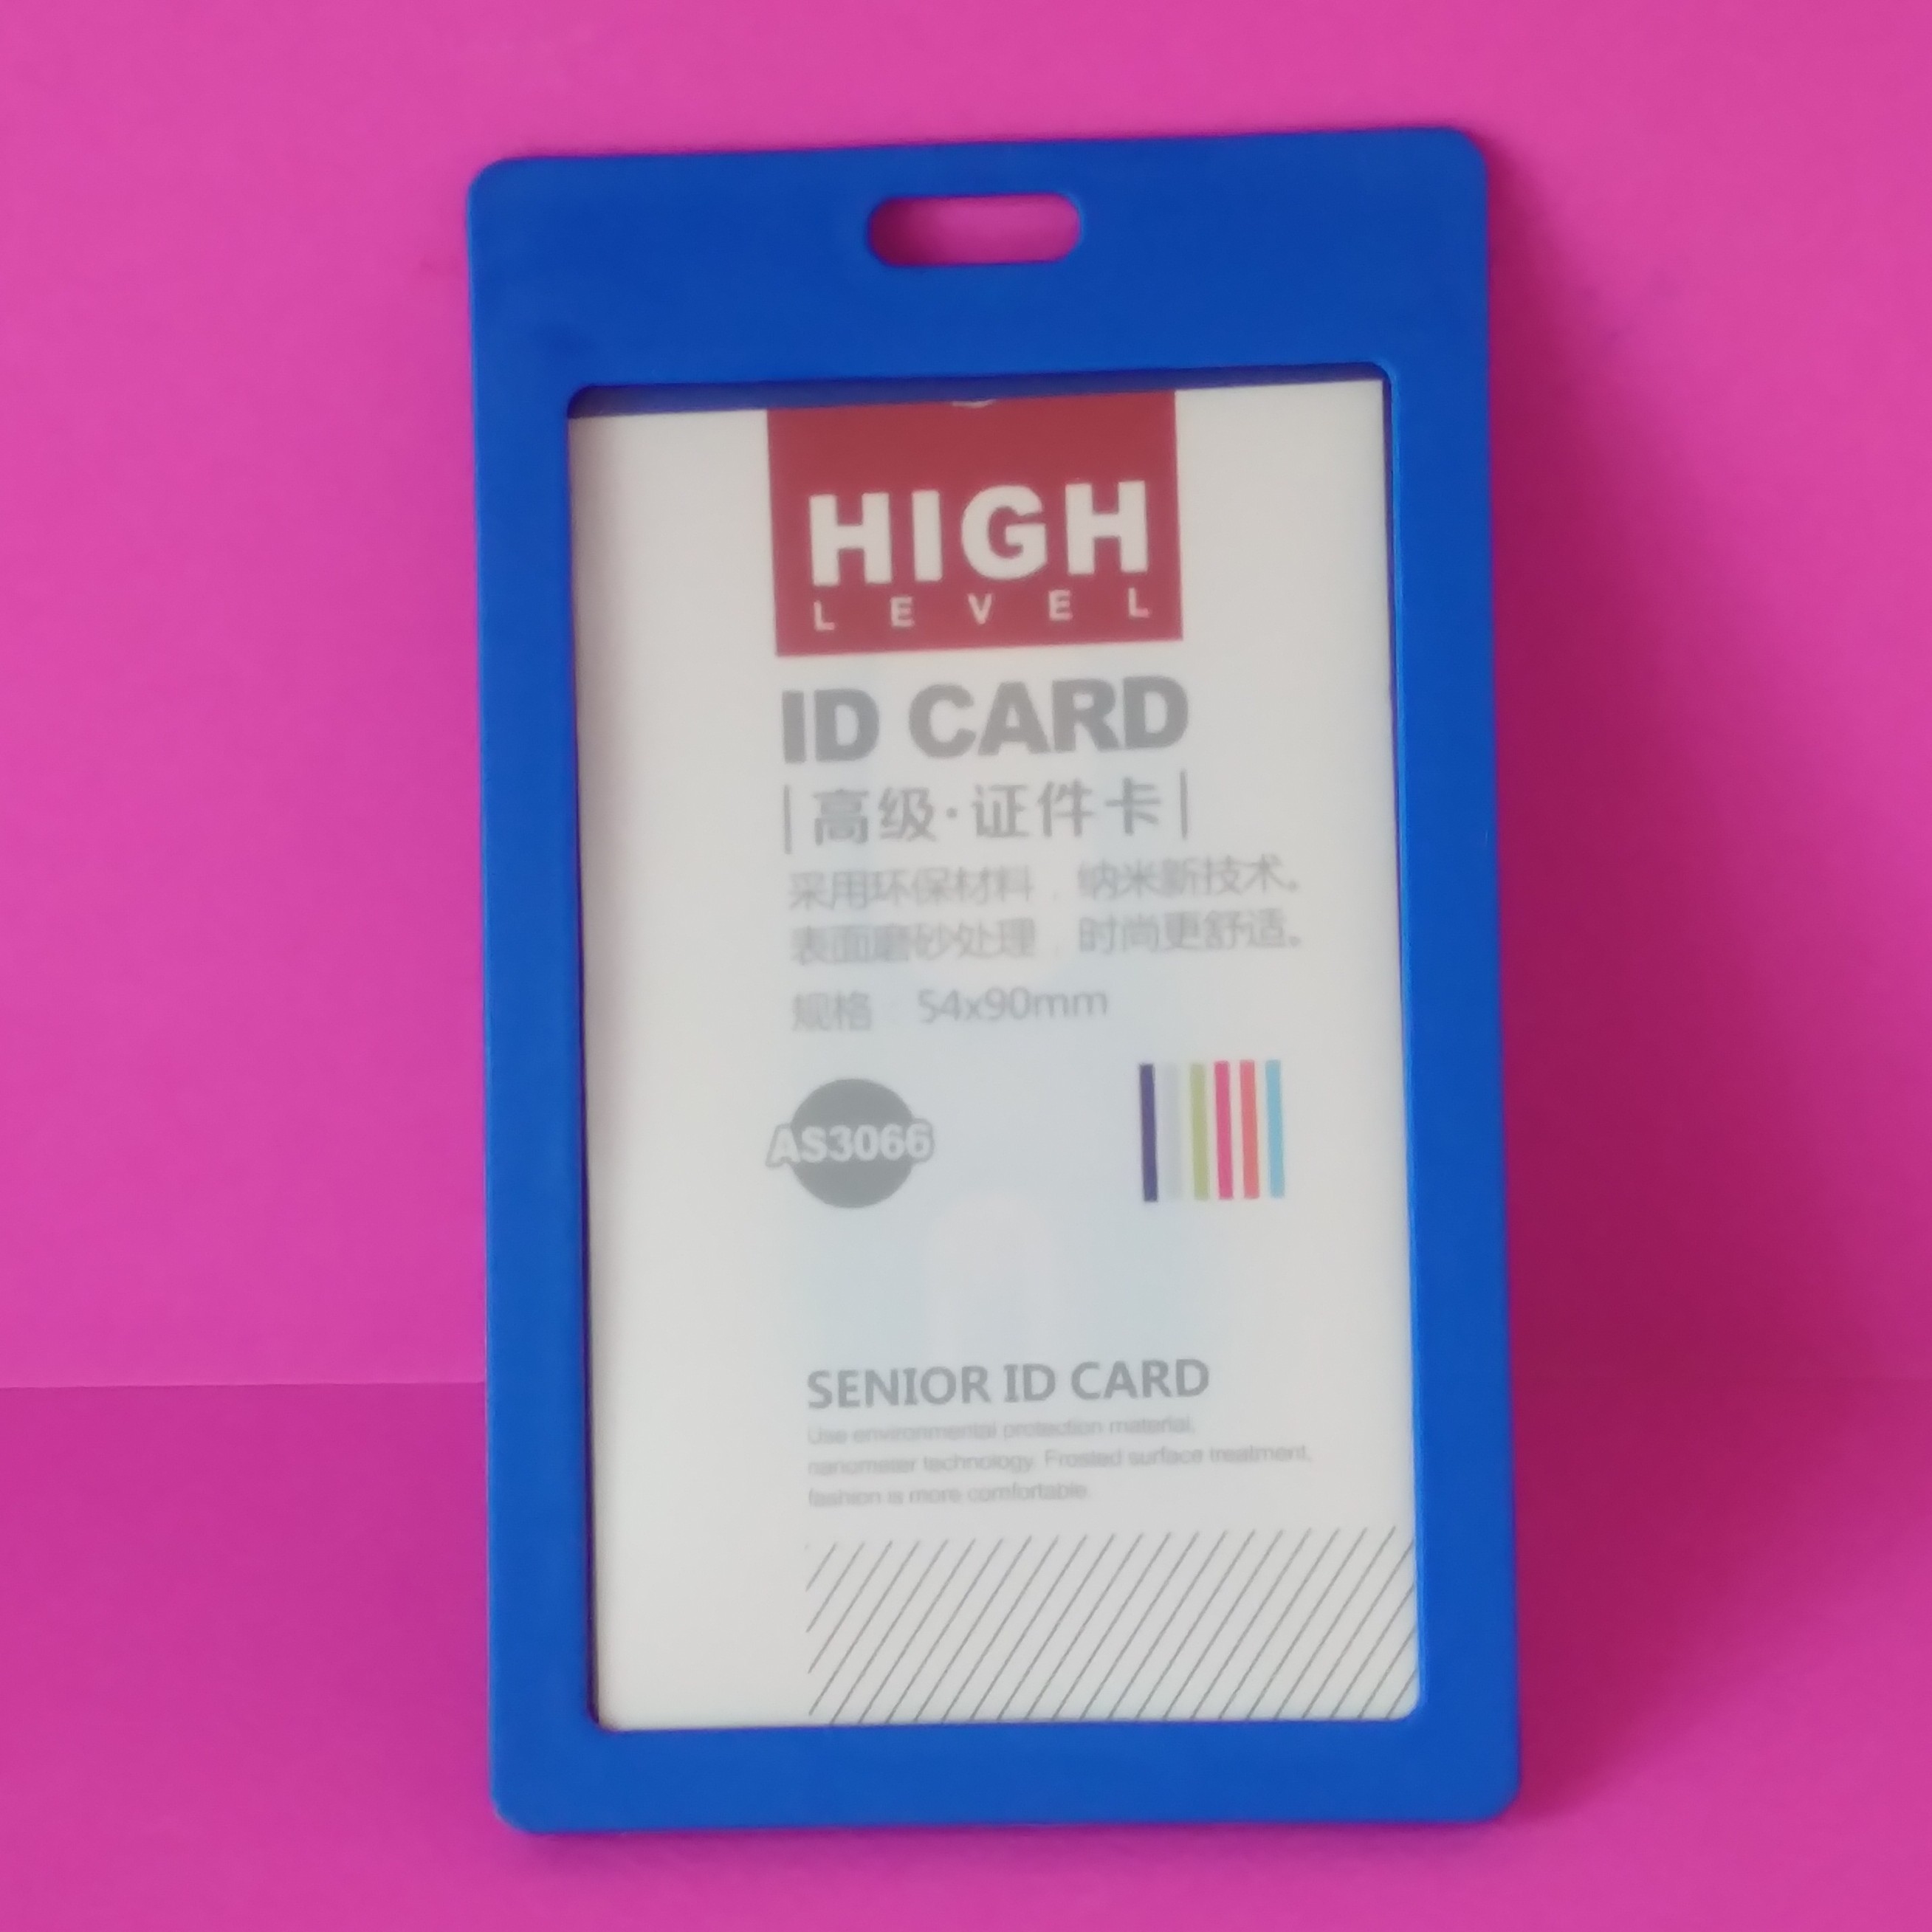 HIGH
LEVEL
ID CARD
高级·证件卡
采用环保材料，纳米新技术。
表面磨砂处理，时尚更舒适。
规格：54x90mm
AS3066
SENIOR ID CARD
Use environmental protection material,
nanometer technology. Frosted surface treatment,
fashion is more comfortable.